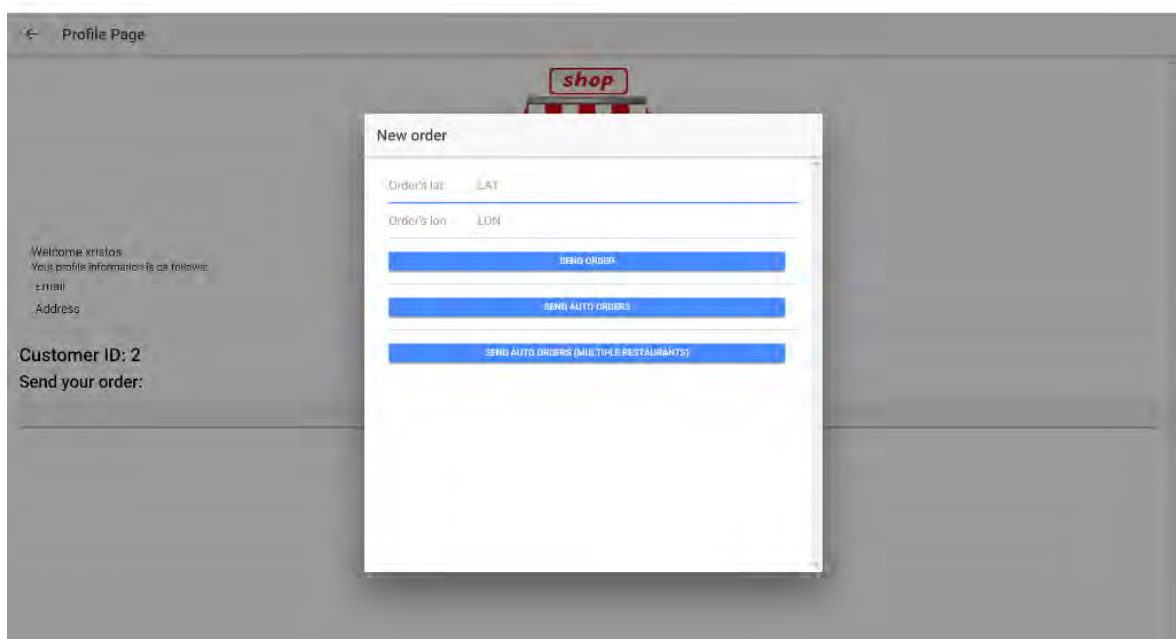 ← Profile Page
shop
New order
Order's lat LAT
Order's lon LON
Welcome xristos
Your profile information is as follows:
Email
Address
SEND ORDER
SEND AUTO ORDERS
SEND AUTO ORDERS (MULTIPLE RESTAURANTS)
Customer ID: 2
Send your order: